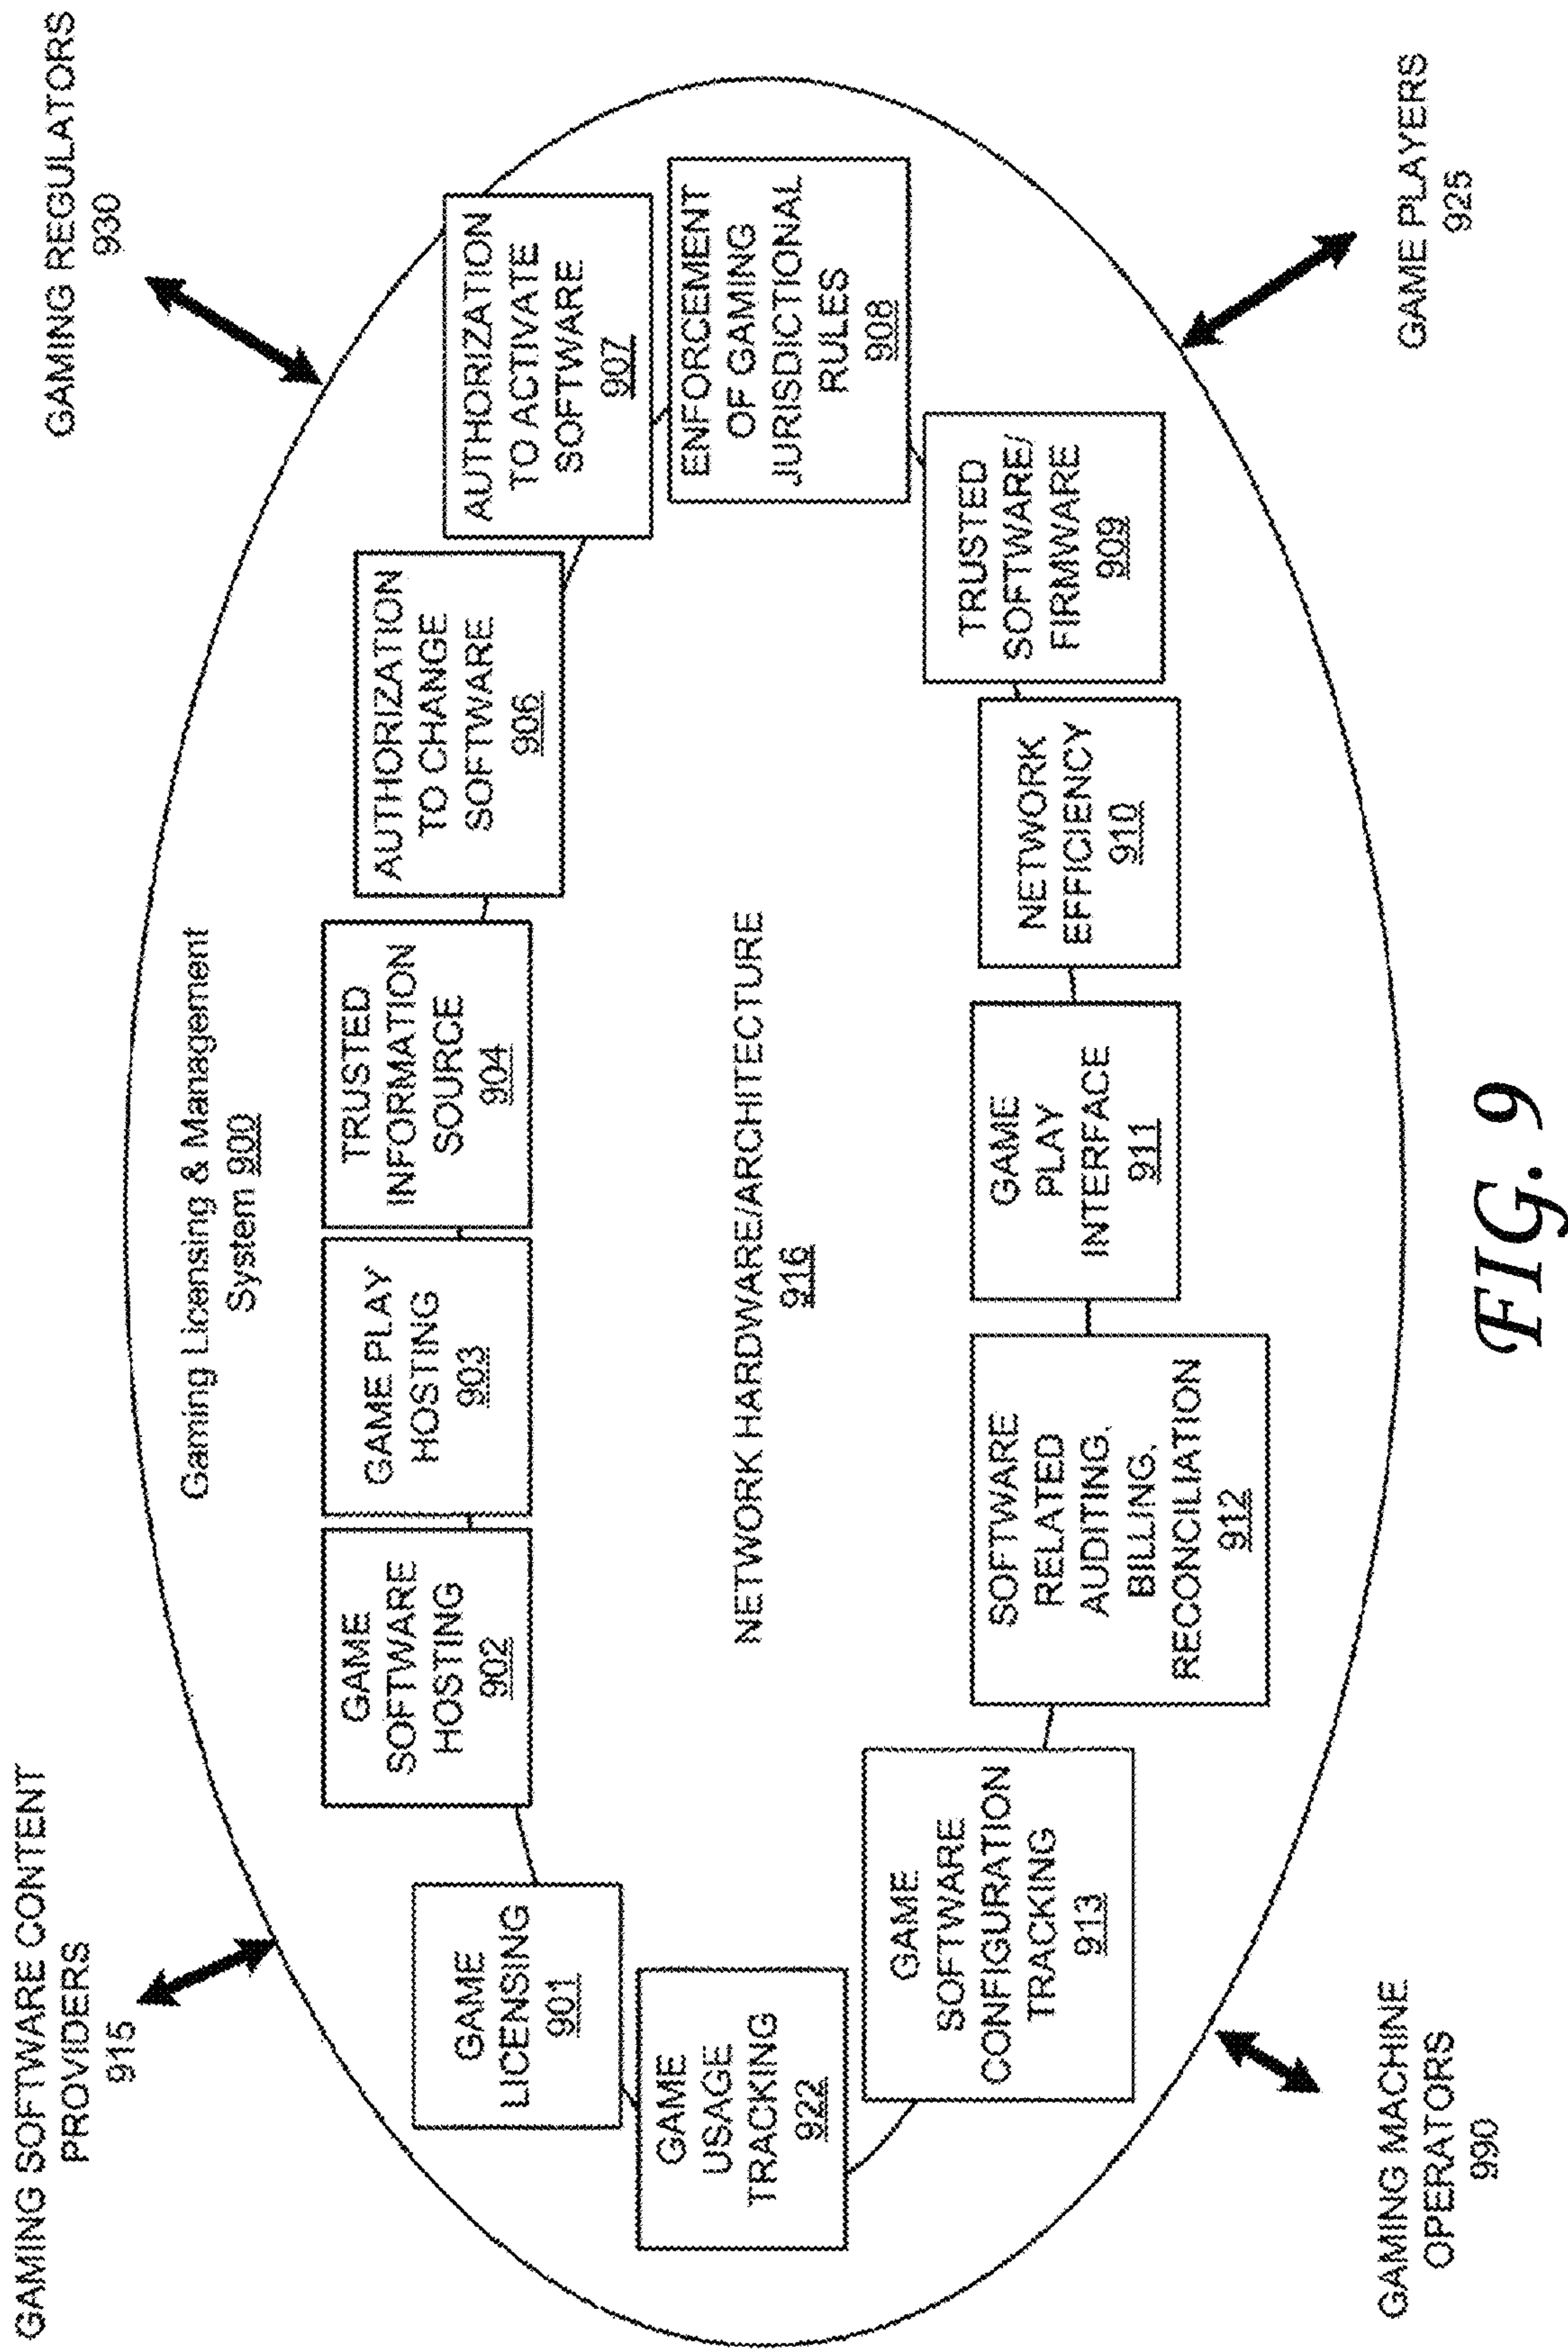 GAMING SOFTWARE CONTENT
PROVIDERS
915
GAMING REGULATORS
930
Gaming Licensing & Management
System 900
GAME
LICENSING
901
GAME
SOFTWARE
HOSTING
902
GAME PLAY
HOSTING
903
TRUSTED
INFORMATION
SOURCE
904
AUTHORIZATION
TO CHANGE
SOFTWARE
906
AUTHORIZATION
TO ACTIVATE
SOFTWARE
907
GAME
USAGE
TRACKING
922
NETWORK HARDWARE/ARCHITECTURE
916
ENFORCEMENT
OF GAMING
JURISDICTIONAL
RULES
908
GAME
SOFTWARE
CONFIGURATION
TRACKING
913
SOFTWARE
RELATED
AUDITING,
BILLING,
RECONCILIATION
912
GAME
PLAY
INTERFACE
911
NETWORK
EFFICIENCY
910
TRUSTED
SOFTWARE/
FIRMWARE
909
GAMING MACHINE
OPERATORS
990
GAME PLAYERS
925
FIG. 9